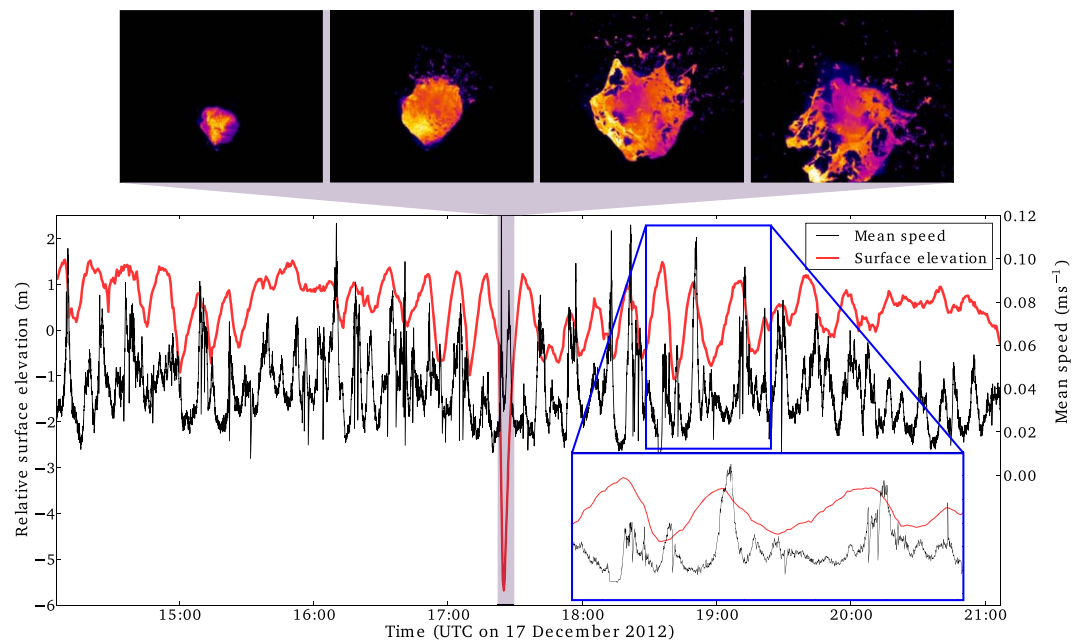 2
1
0
−1
−2
−3
−4
−5
−6
Relative surface elevation (m)
Mean speed
Surface elevation
0.12
0.10
0.08
0.06
0.04
0.02
0.00
Mean speed (ms⁻¹)
15:00 16:00 17:00 18:00 19:00 20:00 21:00
Time (UTC on 17 December 2012)